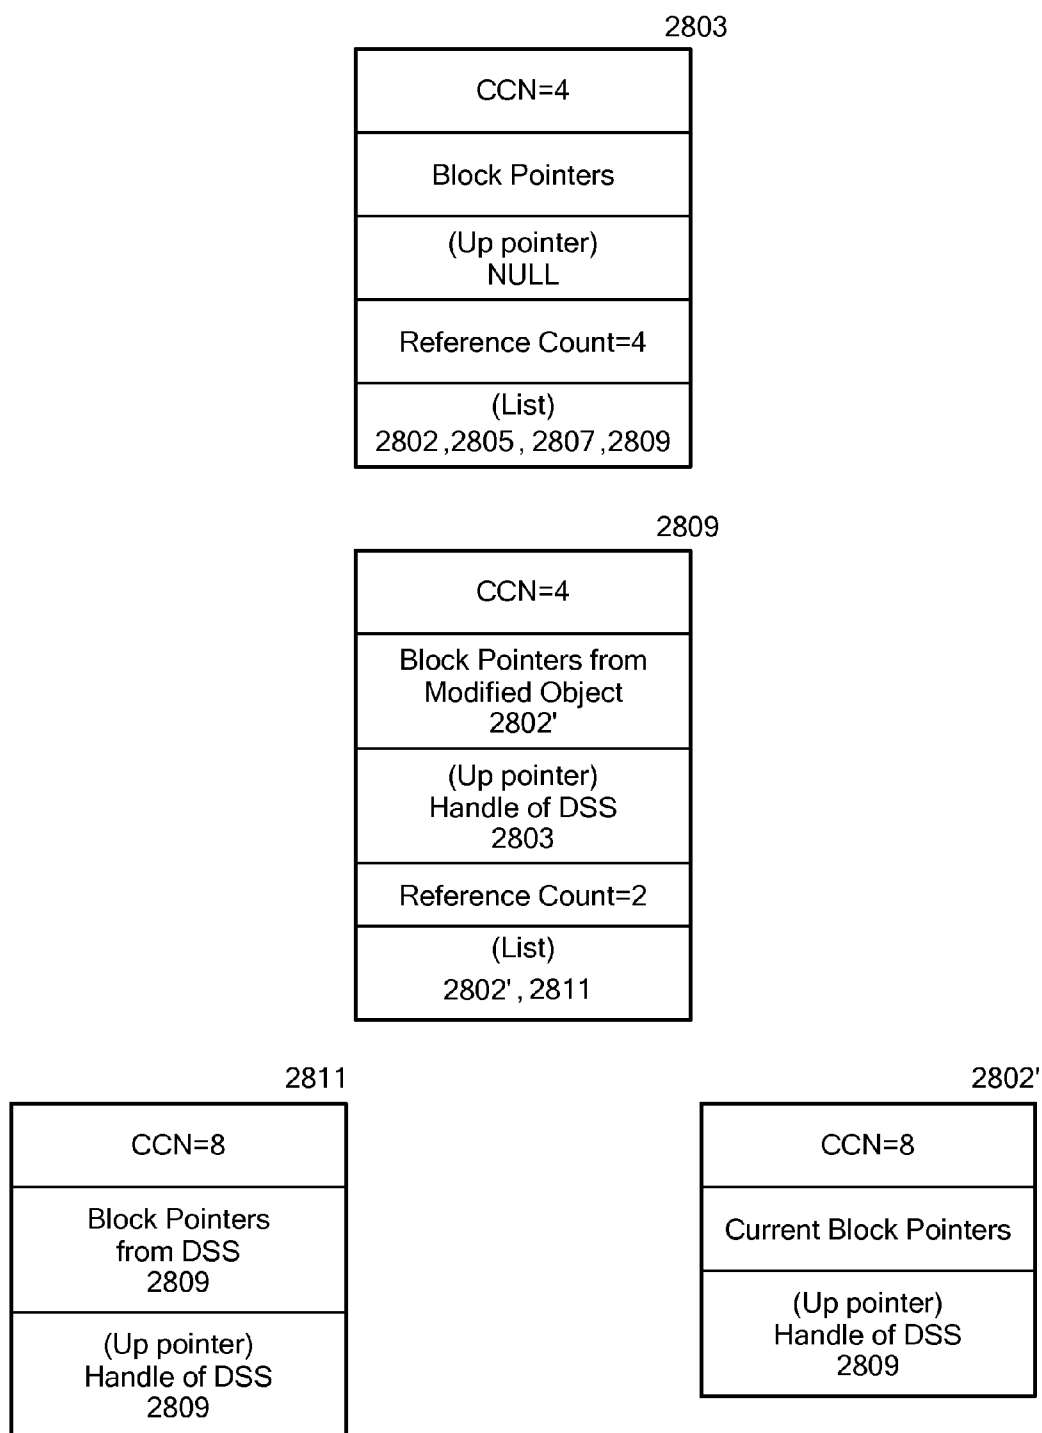 2803
CCN=4
Block Pointers
(Up pointer)
NULL
Reference Count=4
(List)
2802,2805, 2807,2809
2809
CCN=4
Block Pointers from
Modified Object
2802'
(Up pointer)
Handle of DSS
2803
Reference Count=2
(List)
2802', 2811
2811
CCN=8
Block Pointers
from DSS
2809
(Up pointer)
Handle of DSS
2809
2802'
CCN=8
Current Block Pointers
(Up pointer)
Handle of DSS
2809